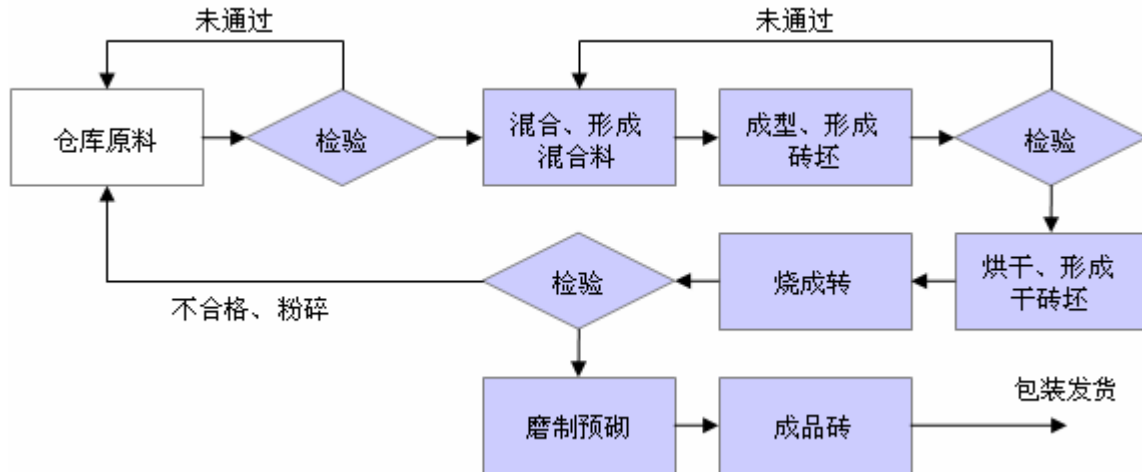 未通过
未通过
仓库原料
检验
混合、形成
混合料
成型、形成
砖坯
检验
检验
烧成转
烘干、形成
干砖坯
不合格、粉碎
磨制预砌
成品砖
包装发货